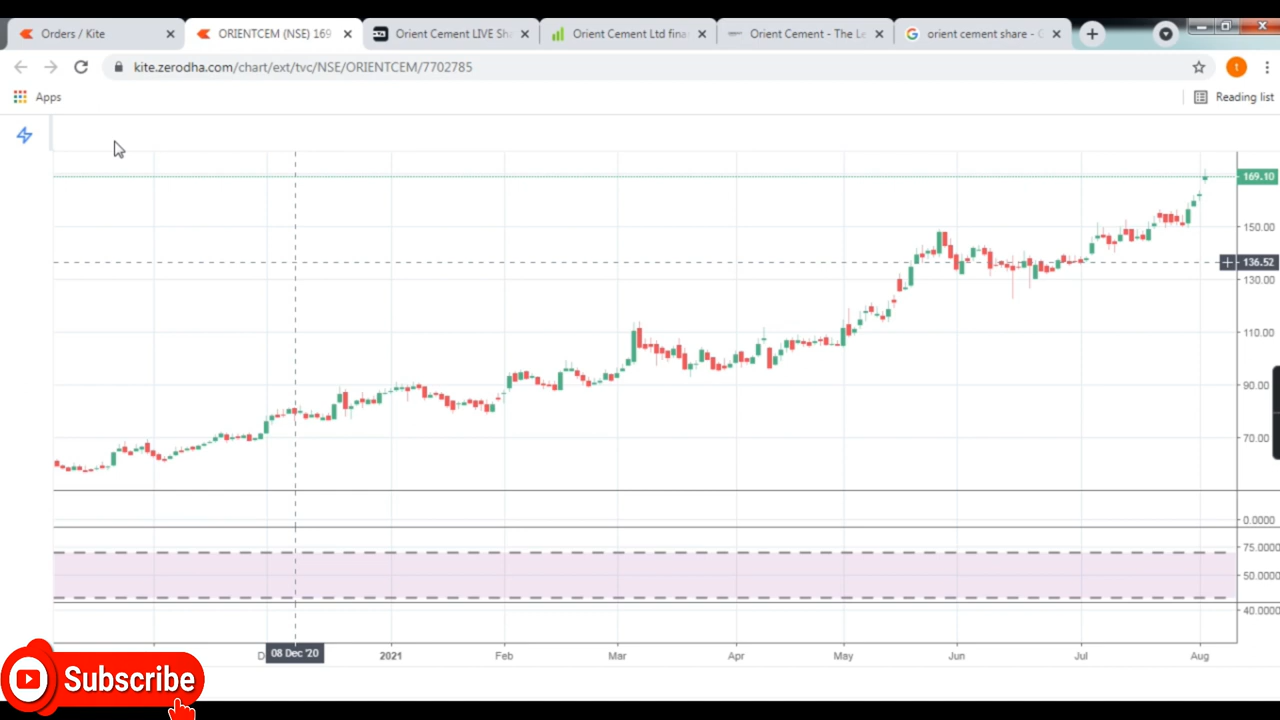 Orders / Kite
ORIENTCEM (NSE) 169
Orient Cement LIVE Sh
Orient Cement Ltd fina
Orient Cement - The Le
orient cement share -
kite.zerodha.com/chart/ext/tvc/NSE/ORIENTCEM/7702785
t
Apps
Reading list
169.10
150.00
136.52
130.00
110.00
90.00
70.00
0.0000
75.0000
50.0000
40.0000
D 08 Dec '20 2021 Feb Mar Apr May Jun Jul Aug
Subscribe